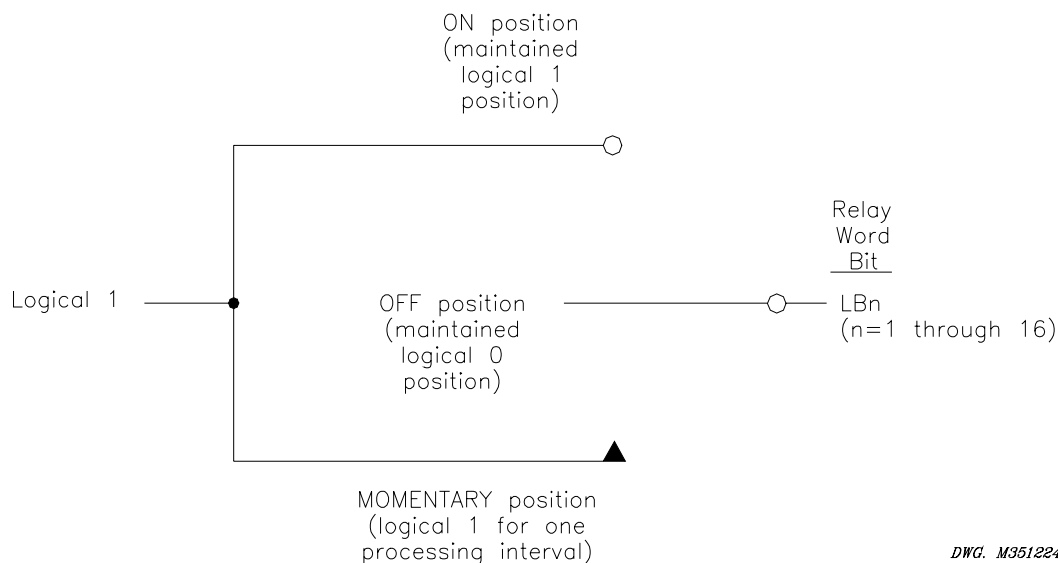 ON position
(maintained
logical 1
position)
Relay
Word
Bit
Logical 1
OFF position
(maintained
logical 0
position)
LBn
(n=1 through 16)
MOMENTARY position
(logical 1 for one
processing interval)
DWG. M351224